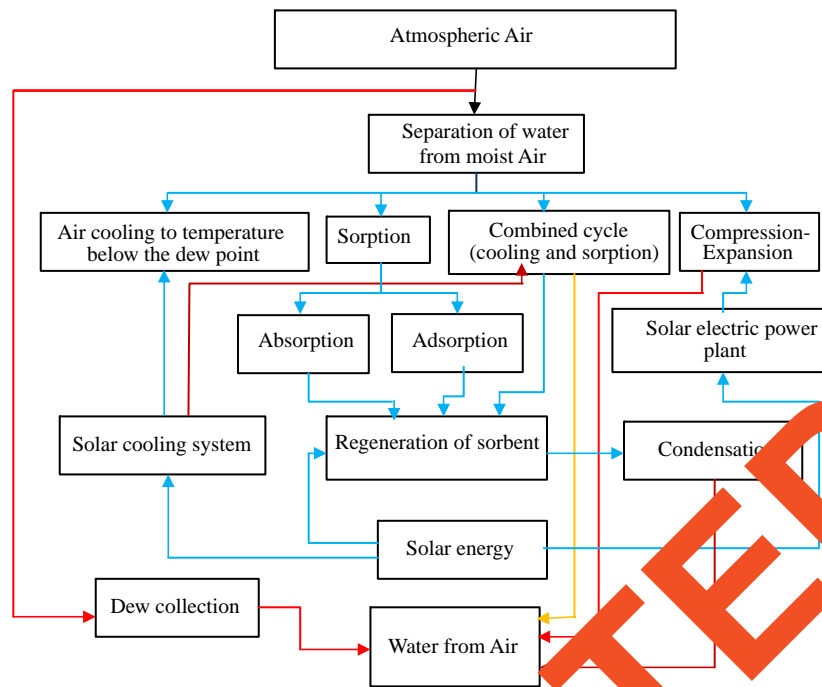 Atmospheric Air
Separation of water
from moist Air
Air cooling to temperature
below the dew point
Sorption
Combined cycle
(cooling and sorption)
Compression-
Expansion
Solar electric power
plant
Absorption
Adsorption
Solar cooling system
Regeneration of sorbent
Solar energy
Dew collection
Water from Air